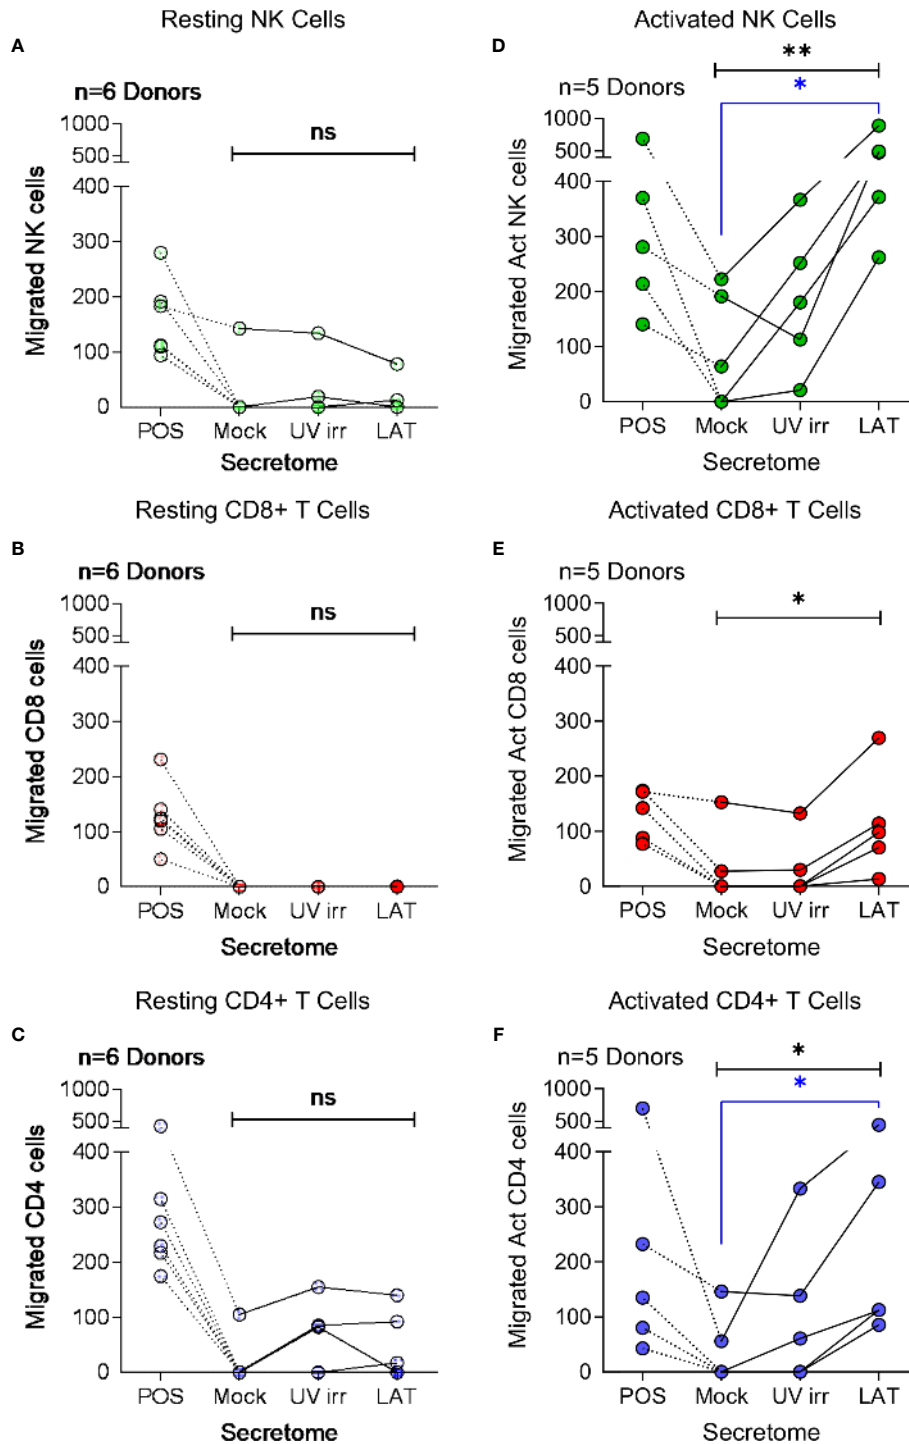 Resting NK Cells
A
n=6 Donors
ns
1000
500
400
300
200
100
0
Migrated NK cells
POS Mock UV irr LAT
Secretome
Activated NK Cells
D
**
*
n=5 Donors
1000
500
400
300
200
100
0
Migrated Act NK cells
POS Mock UV irr LAT
Secretome
Resting CD8+ T Cells
B
n=6 Donors
ns
1000
500
400
300
200
100
0
Migrated CD8 cells
POS Mock UV irr LAT
Secretome
Activated CD8+ T Cells
E
n=5 Donors
*
1000
500
400
300
200
100
0
Migrated Act CD8 cells
POS Mock UV irr LAT
Secretome
Resting CD4+ T Cells
C
n=6 Donors
ns
1000
500
400
300
200
100
0
Migrated CD4 cells
POS Mock UV irr LAT
Secretome
Activated CD4+ T Cells
F
n=5 Donors
*
*
1000
500
400
300
200
100
0
Migrated Act CD4 cells
POS Mock UV irr LAT
Secretome